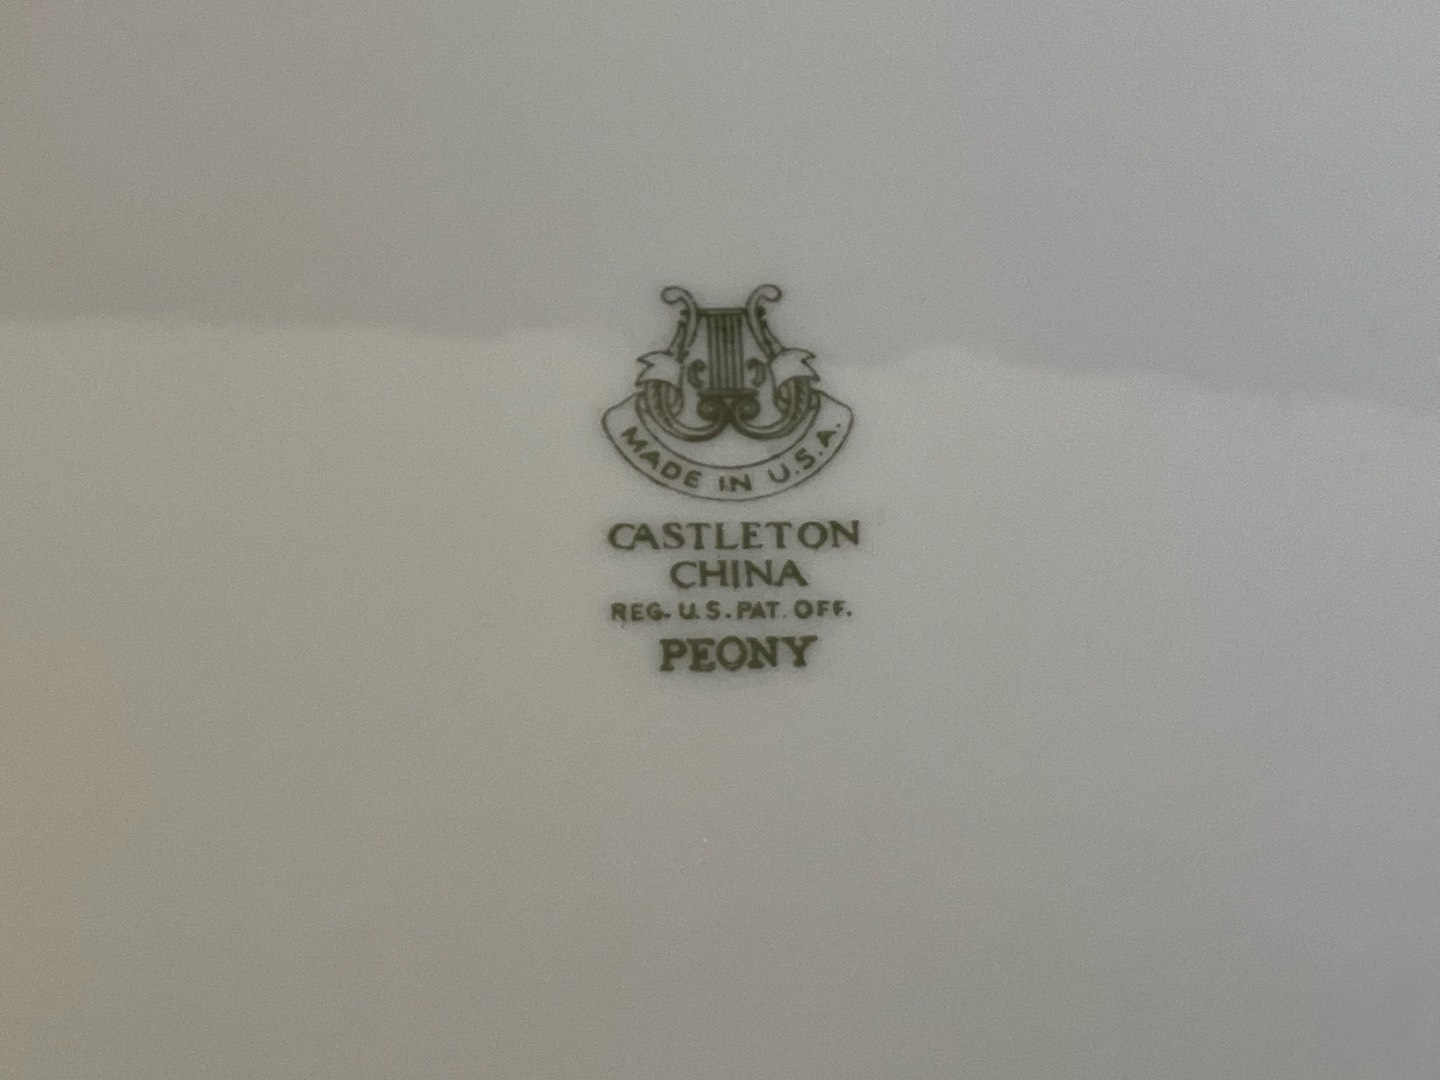 MADE IN U.S.A.
CASTLETON
CHINA
REG. U.S. PAT. OFF.
PEONY